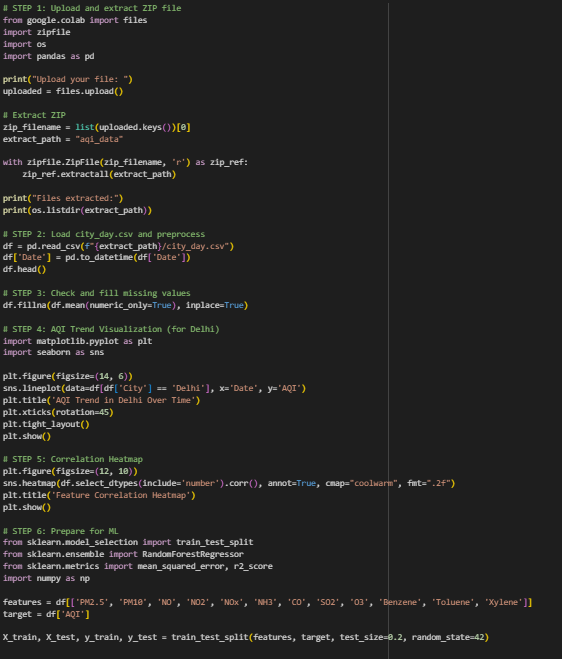 # STEP 1: Upload and extract ZIP file
from google.colab import files
import zipfile
import os
import pandas as pd
print("Upload your file: ")
uploaded = files.upload()
# Extract ZIP
zip_filename = list(uploaded.keys())[0]
extract_path = "aqi_data"
with zipfile.ZipFile(zip_filename, 'r') as zip_ref:
    zip_ref.extractall(extract_path)
print("Files extracted:")
print(os.listdir(extract_path))
# STEP 2: Load city_day.csv and preprocess
df = pd.read_csv(f"{extract_path}/city_day.csv")
df['Date'] = pd.to_datetime(df['Date'])
df.head()
# STEP 3: Check and fill missing values
df.fillna(df.mean(numeric_only=True), inplace=True)
# STEP 4: AQI Trend Visualization (for Delhi)
import matplotlib.pyplot as plt
import seaborn as sns
plt.figure(figsize=(14, 6))
sns.lineplot(data=df[df['City'] == 'Delhi'], x='Date', y='AQI')
plt.title('AQI Trend in Delhi Over Time')
plt.xticks(rotation=45)
plt.tight_layout()
plt.show()
# STEP 5: Correlation Heatmap
plt.figure(figsize=(12, 10))
sns.heatmap(df.select_dtypes(include='number').corr(), annot=True, cmap="coolwarm", fmt=".2f")
plt.title('Feature Correlation Heatmap')
plt.show()
# STEP 6: Prepare for ML
from sklearn.model_selection import train_test_split
from sklearn.ensemble import RandomForestRegressor
from sklearn.metrics import mean_squared_error, r2_score
import numpy as np
features = df[['PM2.5', 'PM10', 'NO', 'NO2', 'NOx', 'NH3', 'CO', 'SO2', 'O3', 'Benzene', 'Toluene', 'Xylene']]
target = df['AQI']
X_train, X_test, y_train, y_test = train_test_split(features, target, test_size=0.2, random_state=42)